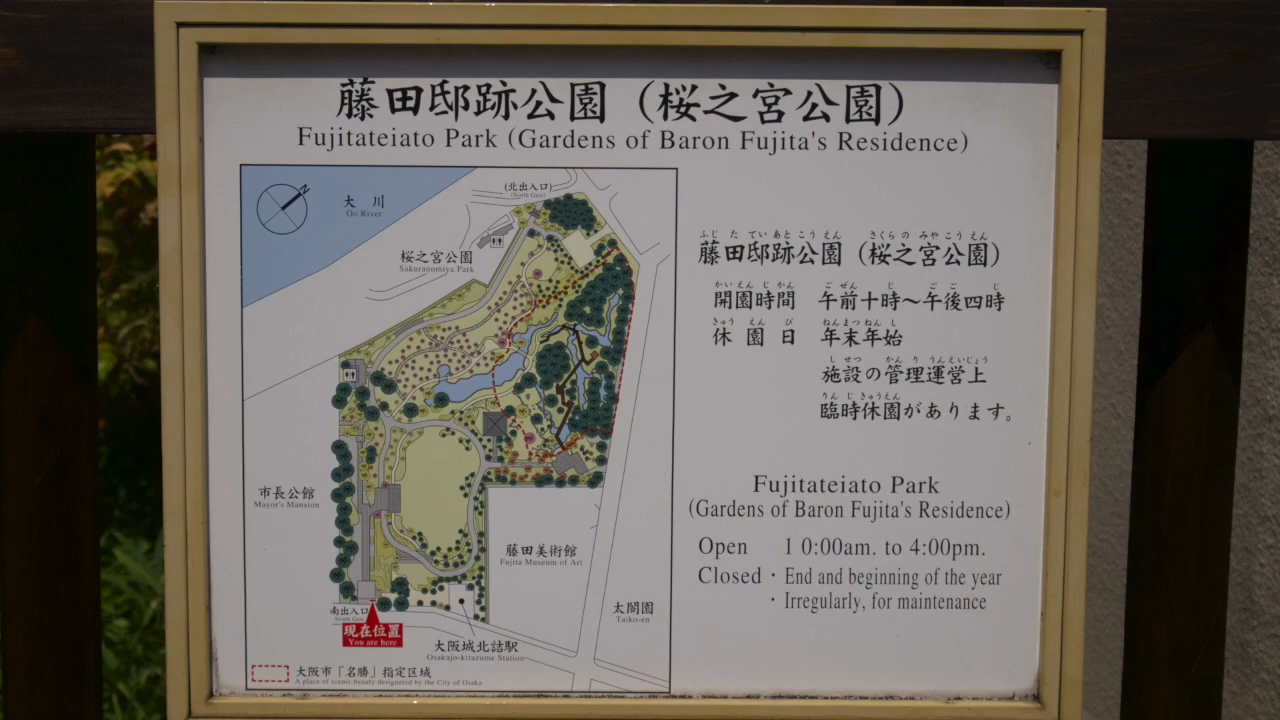 藤田邸跡公園（桜之宮公園）
Fujitateiato Park (Gardens of Baron Fujita's Residence)
N
大川
Oo River
(北出入口)
(North Gate)
桜之宮公園
Sakuranomiya Park
市長公館
Mayor's Mansion
藤田美術館
Fujita Museum of Art
太閤園
Taiko-en
南出入口
South Gate
現在位置
You are here
大阪城北詰駅
Osakajo-kitazume Station
大阪市「名勝」指定区域
A place of scenic beauty designeted by the City of Osaka
ふじ た てい あと こう えん さくら の みや こう えん
藤田邸跡公園（桜之宮公園）
かい えん じ かん ご ぜん じ ご ご じ
開園時間 午前十時～午後四時
きゅう えん び ねん まつ ねん し
休園日 年末年始
し せつ かん り うん えい じょう
施設の管理運営上
りん じ きゅう えん
臨時休園があります。
Fujitateiato Park
(Gardens of Baron Fujita's Residence)
Open 1 0:00am. to 4:00pm.
Closed・End and beginning of the year
・Irregularly, for maintenance